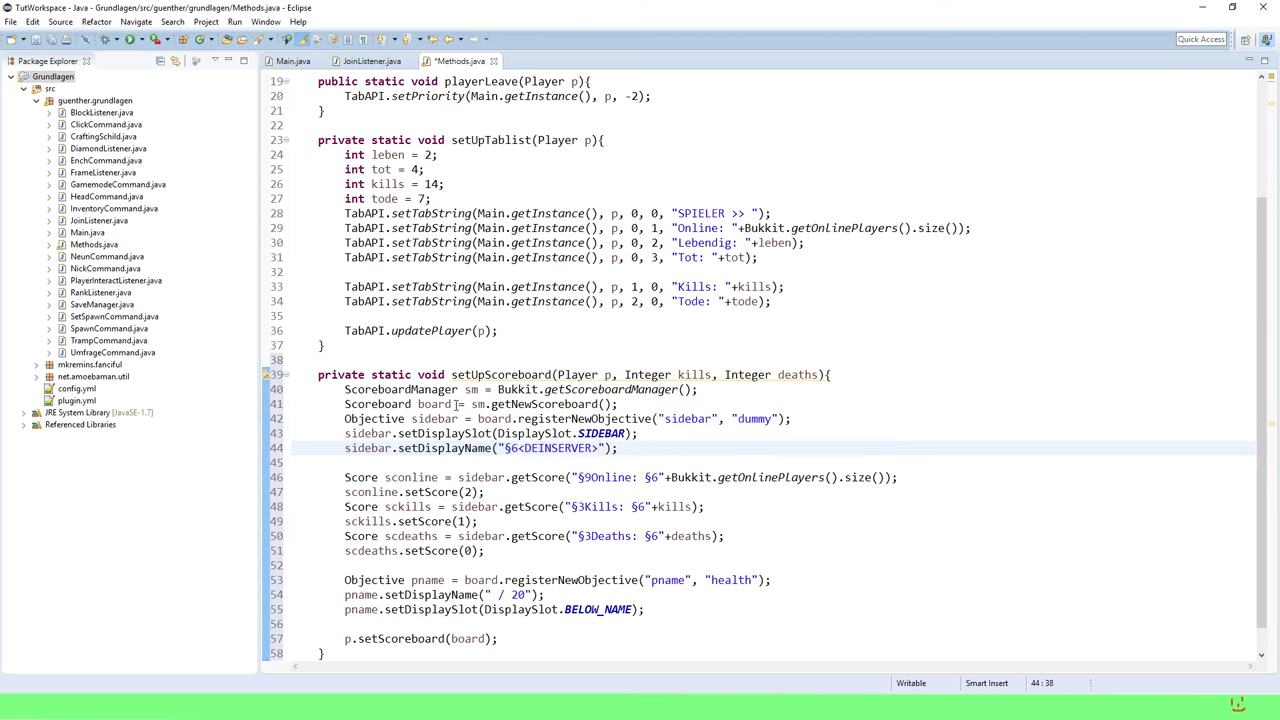 TutWorkspace - Java - Grundlagen/src/guenther/grundlagen/Methods.java - Eclipse
File Edit Source Refactor Navigate Search Project Run Window Help
Quick Access
Package Explorer
Main.java JoinListener.java *Methods.java
Grundlagen
src
guenther.grundlagen
BlockListener.java
ClickCommand.java
CraftingSchild.java
DiamondListener.java
EnchCommand.java
FrameListener.java
GamemodeCommand.java
HeadCommand.java
InventoryCommand.java
JoinListener.java
Main.java
Methods.java
NeunCommand.java
NickCommand.java
PlayerInteractListener.java
RankListener.java
SaveManager.java
SetSpawnCommand.java
SpawnCommand.java
TrampCommand.java
UmfrageCommand.java
mkremins.fanciful
net.amoebaman.util
config.yml
plugin.yml
JRE System Library [JavaSE-1.7]
Referenced Libraries
19 public static void playerLeave(Player p){
20 TabAPI.setPriority(Main.getInstance(), p, -2);
21 }
22
23 private static void setUpTablist(Player p){
24 int leben = 2;
25 int tot = 4;
26 int kills = 14;
27 int tode = 7;
28 TabAPI.setTabString(Main.getInstance(), p, 0, 0, "SPIELER >> ");
29 TabAPI.setTabString(Main.getInstance(), p, 0, 1, "Online: "+Bukkit.getOnlinePlayers().size());
30 TabAPI.setTabString(Main.getInstance(), p, 0, 2, "Lebendig: "+leben);
31 TabAPI.setTabString(Main.getInstance(), p, 0, 3, "Tot: "+tot);
32
33 TabAPI.setTabString(Main.getInstance(), p, 1, 0, "Kills: "+kills);
34 TabAPI.setTabString(Main.getInstance(), p, 2, 0, "Tode: "+tode);
35
36 TabAPI.updatePlayer(p);
37 }
38
39 private static void setUpScoreboard(Player p, Integer kills, Integer deaths){
40 ScoreboardManager sm = Bukkit.getScoreboardManager();
41 Scoreboard board = sm.getNewScoreboard();
42 Objective sidebar = board.registerNewObjective("sidebar", "dummy");
43 sidebar.setDisplaySlot(DisplaySlot.SIDEBAR);
44 sidebar.setDisplayName("§6<DEINSERVER>");
45
46 Score sconline = sidebar.getScore("§9Online: §6"+Bukkit.getOnlinePlayers().size());
47 sconline.setScore(2);
48 Score sckills = sidebar.getScore("§3Kills: §6"+kills);
49 sckills.setScore(1);
50 Score scdeaths = sidebar.getScore("§3Deaths: §6"+deaths);
51 scdeaths.setScore(0);
52
53 Objective pname = board.registerNewObjective("pname", "health");
54 pname.setDisplayName(" / 20");
55 pname.setDisplaySlot(DisplaySlot.BELOW_NAME);
56
57 p.setScoreboard(board);
58 }
Writable Smart Insert 44 : 38